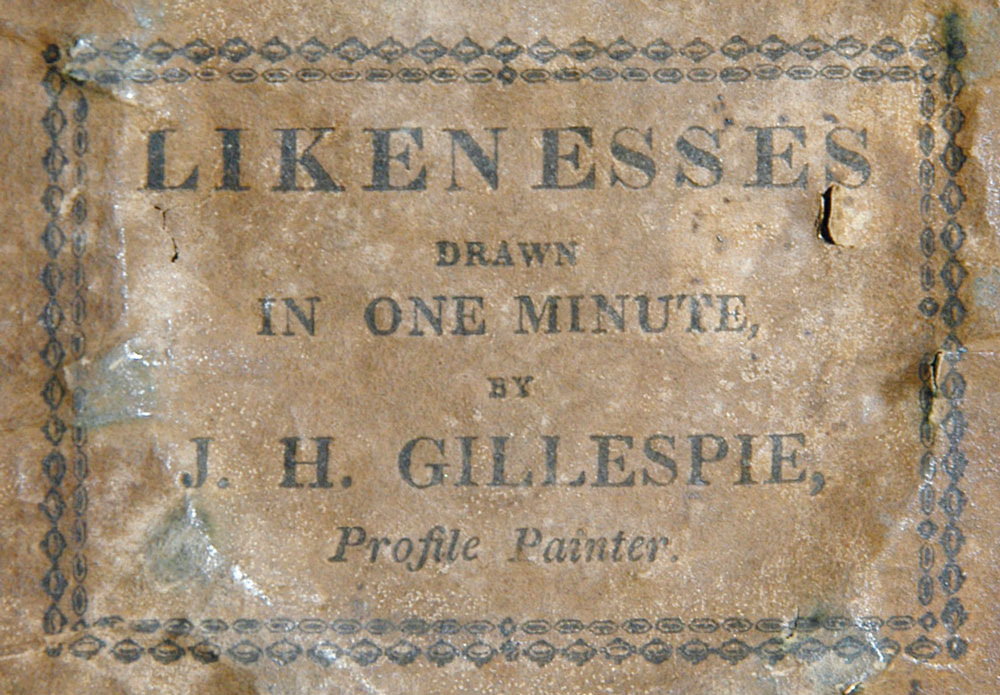 LIKENESSES
DRAWN
IN ONE MINUTE,
BY
J. H. GILLESPIE,
Profile Painter.